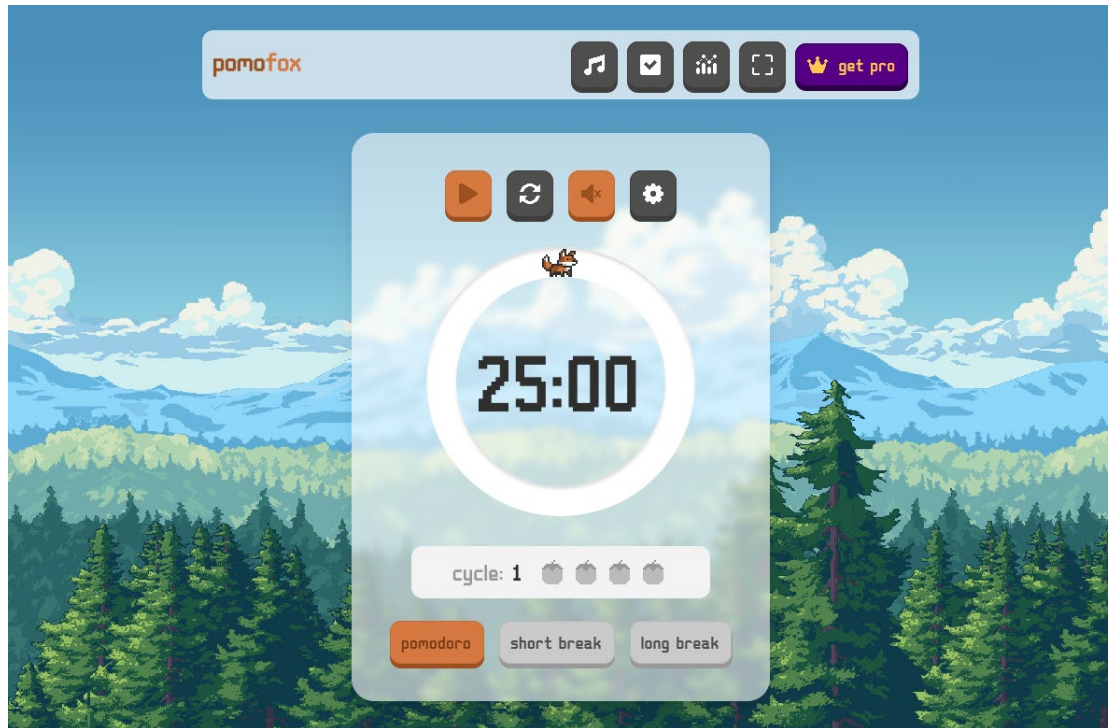 pomofox
get pro
25:00
cycle: 1
pomodoro
short break
long break